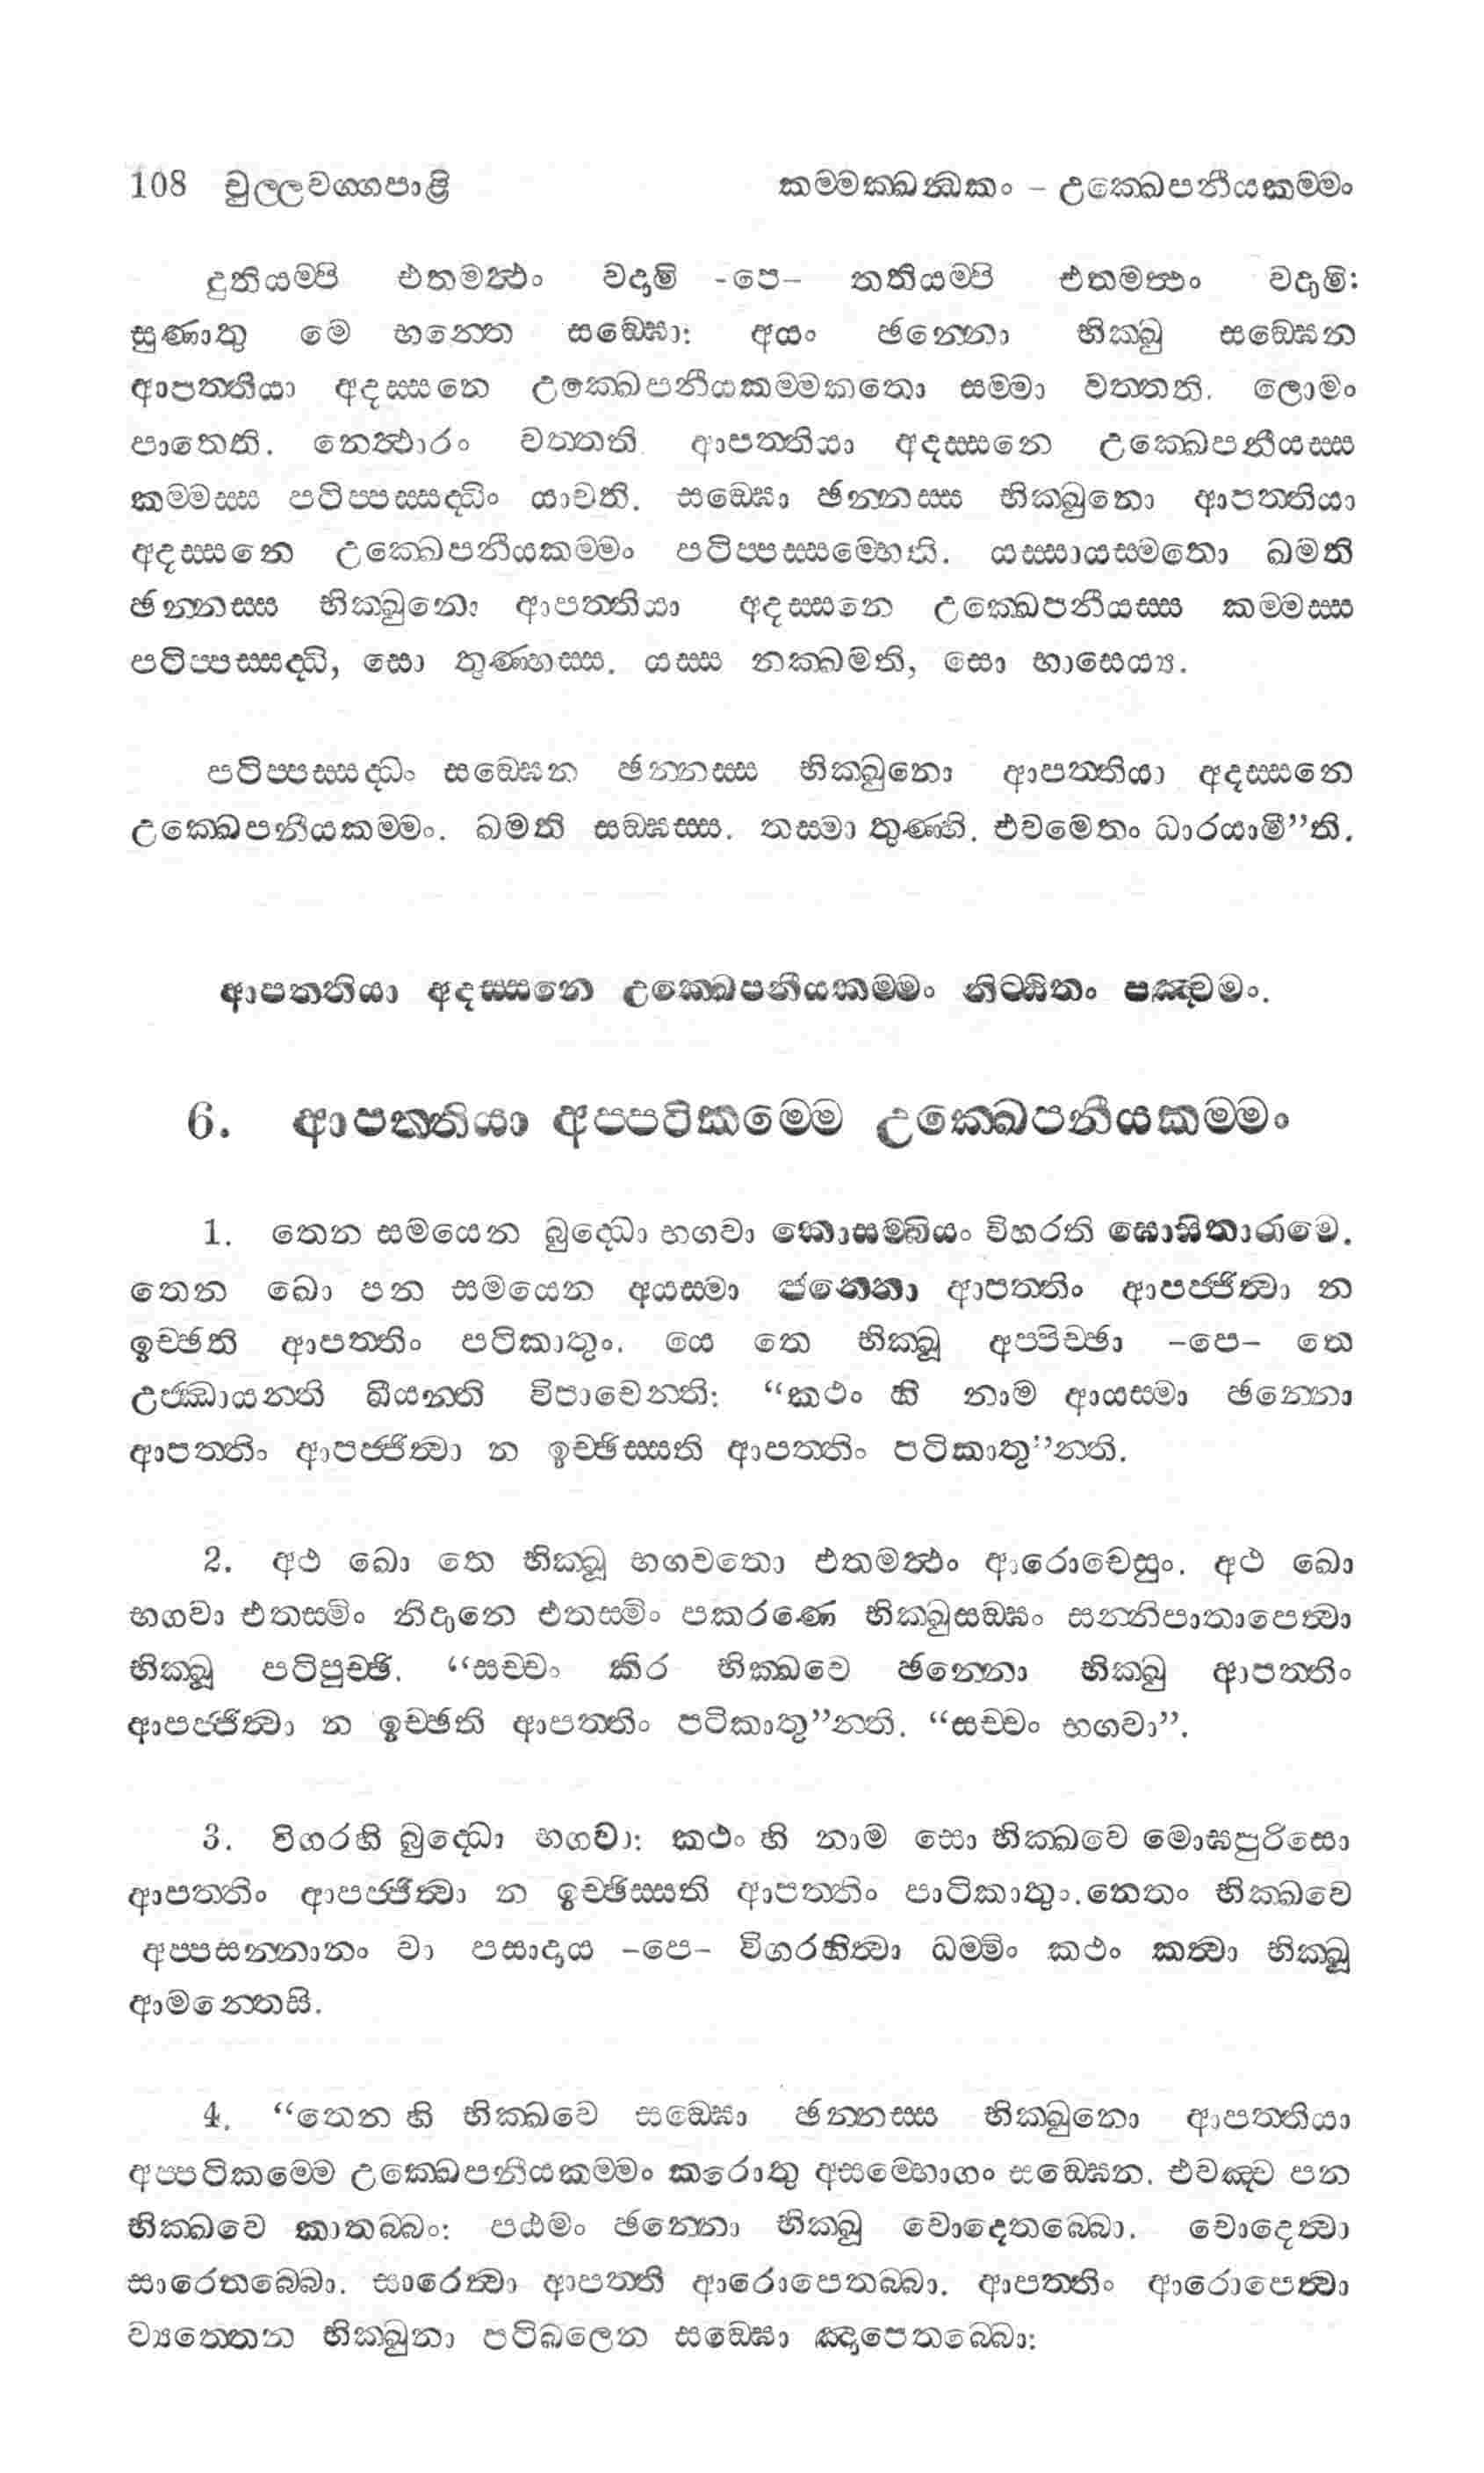 108 චුල්ලවග්ගපාළි කම්මක්ඛන්ධකං – උක්ඛෙපනීයකම්මං
දුතියම්පි එතමත්ථං වදාමි -පෙ– තතියම්පි එතමත්ථං වදාමි:
සුණාතු මෙ භන්තෙ සඞ්ඝො: අයං ඡන්නො භික්ඛු සඞ්ඝෙන
ආපත්තියා අදස්සනෙ උක්ඛෙපනීයකම්මකතො සම්මා වත්තති. ලොමං
පාතෙති. නෙත්ථාරං වත්තති. ආපත්තියා අදස්සනෙ උක්ඛෙපනීයස්ස
කම්මස්ස පටිප්පස්සද්ධිං යාචති. සඞ්ඝො ඡන්නස්ස භික්ඛුනො ආපත්තියා
අදස්සනෙ උක්ඛෙපනීයකම්මං පටිප්පස්සම්භෙති. යස්සායස්මතො ඛමති
ඡන්නස්ස භික්ඛුනො ආපත්තියා අදස්සනෙ උක්ඛෙපනීයස්ස කම්මස්ස
පටිප්පස්සද්ධි, සො තුණ්හස්ස. යස්ස නක්ඛමති, සො භාසෙය්‍ය.
පටිප්පස්සද්ධං සඞ්ඝෙන ඡන්නස්ස භික්ඛුනො ආපත්තියා අදස්සනෙ
උක්ඛෙපනීයකම්මං. ඛමති සඞ්ඝස්ස. තස්මා තුණ්හි. එවමෙතං ධාරයාමී”ති.
ආපත්තියා අදස්සනෙ උක්ඛෙපනීයකම්මං නිට්ඨිතං පඤ්චමං.
6. ආපත්තියා අප්පටිකම්මෙ උක්ඛෙපනීයකම්මං
1. තෙන සමයෙන බුද්ධො භගවා කොසම්බියං විහරති ඝොසිතාරාමෙ.
තෙන ඛො පන සමයෙන අයස්මා ඡන්නො ආපත්තිං ආපජ්ජිත්වා න
ඉච්ඡති ආපත්තිං පටිකාතුං. යෙ තෙ භික්ඛූ අප්පිච්ඡා –පෙ– තෙ
උජ්ඣායන්ති ඛීයන්ති විපාචෙන්ති: “කථං හි නාම ආයස්මා ඡන්නො
ආපත්තිං ආපජ්ජිත්වා න ඉච්ඡිස්සති ආපත්තිං පටිකාතු”න්ති.
2. අථ ඛො තෙ භික්ඛූ භගවතො එතමත්ථං ආරොචෙසුං. අථ ඛො
භගවා එතස්මිං නිදානෙ එතස්මිං පකරණෙ භික්ඛුසඞ්ඝං සන්නිපාතාපෙත්වා
භික්ඛූ පටිපුච්ඡි. “සච්චං කිර භික්ඛවෙ ඡන්නො භික්ඛු ආපත්තිං
ආපජ්ජිත්වා න ඉච්ඡති ආපත්තිං පටිකාතු”න්ති. “සච්චං භගවා”.
3. විගරහි බුද්ධො භගවා: කථං හි නාම සො භික්ඛවෙ මොඝපුරිසො
ආපත්තිං ආපජ්ජිත්වා න ඉච්ඡිස්සති ආපත්තිං පාටිකාතුං. නෙතං භික්ඛවෙ
අප්පසන්නානං වා පසාදාය –පෙ– විගරහිත්වා ධම්මිං කථං කත්වා භික්ඛූ
ආමන්තෙසි.
4. “තෙන හි භික්ඛවෙ සඞ්ඝො ඡන්නස්ස භික්ඛුනො ආපත්තියා
අප්පටිකම්මෙ උක්ඛෙපනීයකම්මං කරොතු අසම්භොගං සඞ්ඝෙන. එවඤ්ච පන
භික්ඛවෙ කාතබ්බං: පඨමං ඡන්නො භික්ඛූ චොදෙතබ්බො. චොදෙත්වා
සාරෙතබ්බො. සාරෙත්වා ආපත්ති ආරොපෙතබ්බා. ආපත්තිං ආරොපෙත්වා
ව්‍යත්තෙන භික්ඛුනා පටිබලෙන සඞ්ඝො ඤාපෙතබ්බො: